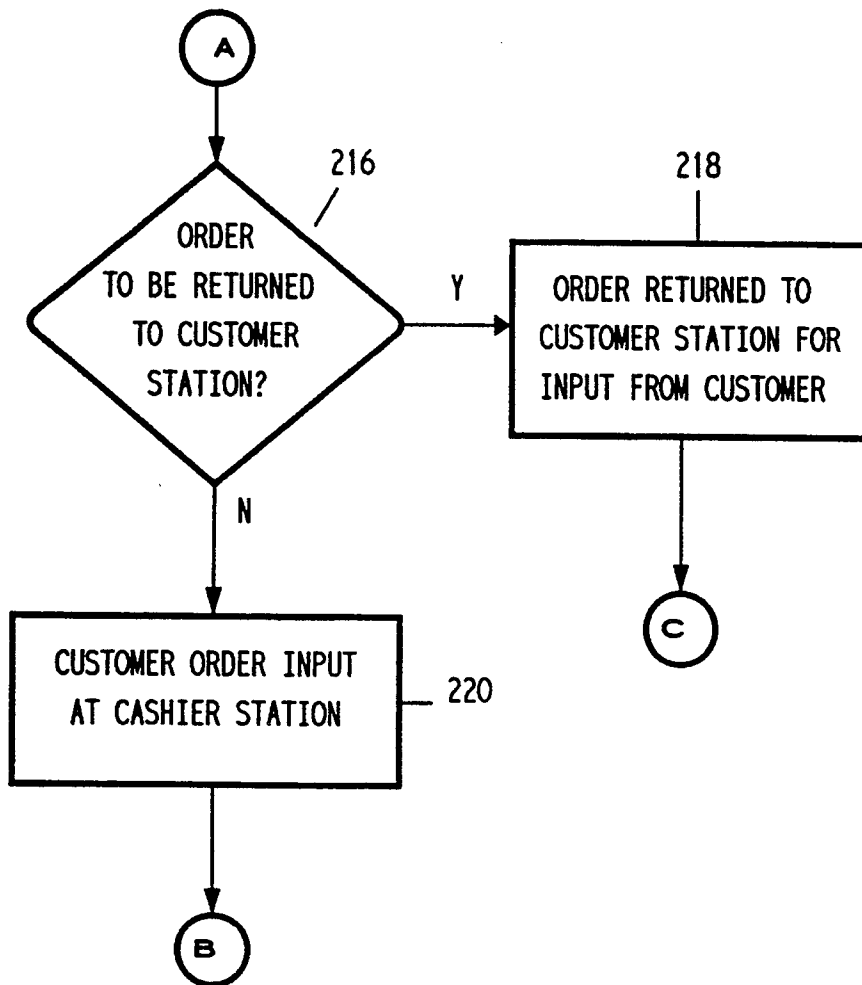 A
216
ORDER
TO BE RETURNED
TO CUSTOMER
STATION?
Y
218
ORDER RETURNED TO
CUSTOMER STATION FOR
INPUT FROM CUSTOMER
N
C
CUSTOMER ORDER INPUT
AT CASHIER STATION
220
B